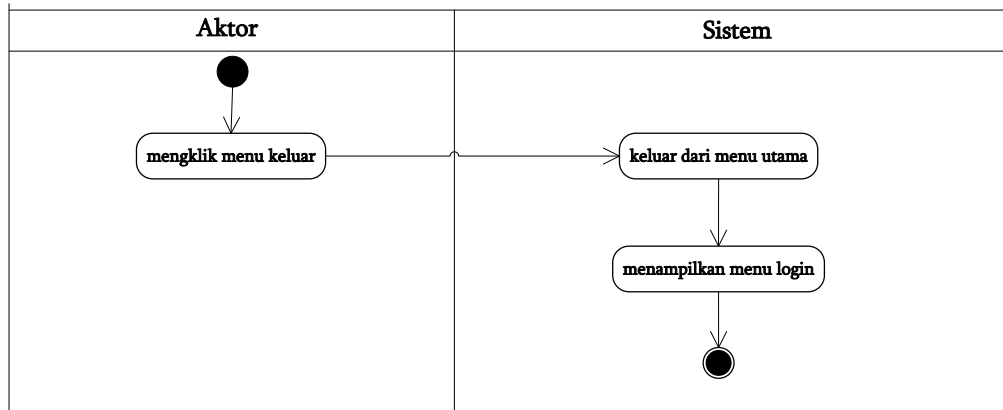 Aktor
Sistem
mengklik menu keluar
keluar dari menu utama
menampilkan menu login